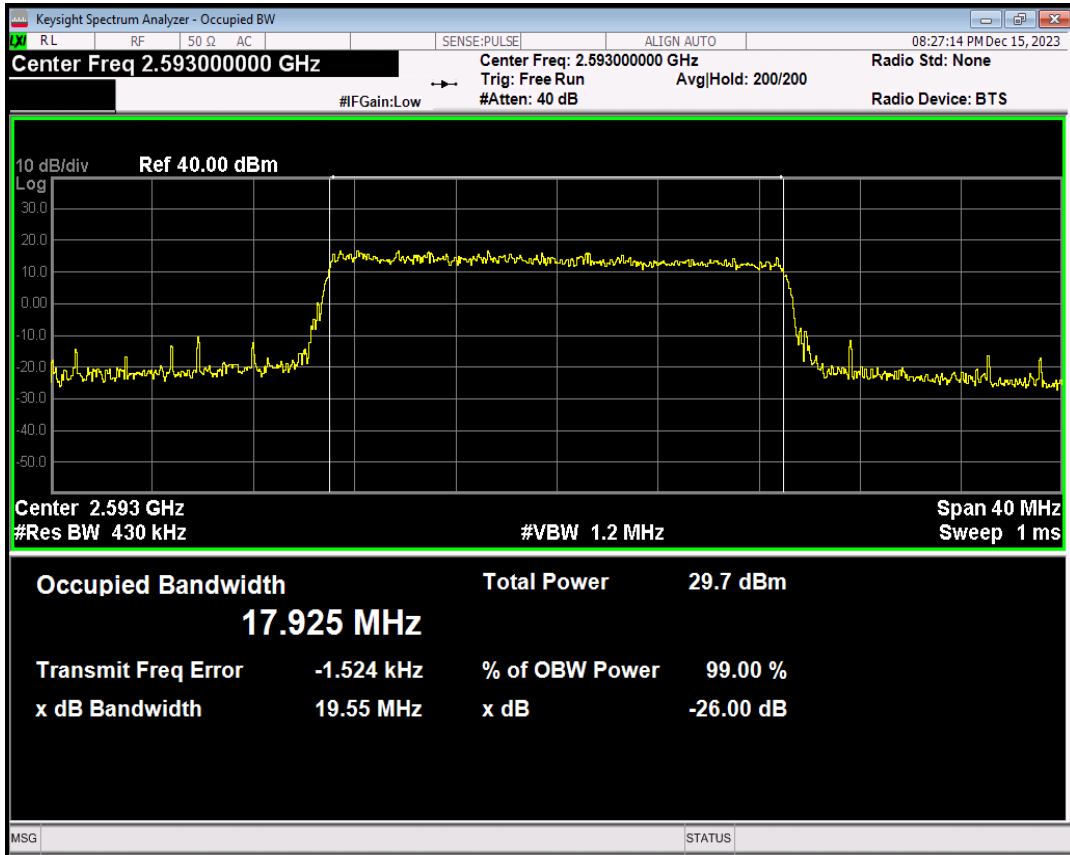 Keysight Spectrum Analyzer - Occupied BW
LXI RL RF 50 Ω AC SENSE:PULSE ALIGN AUTO 08:27:14 PM Dec 15, 2023
Center Freq 2.593000000 GHz Center Freq: 2.593000000 GHz Radio Std: None
Trig: Free Run Avg|Hold: 200/200
#IFGain:Low #Atten: 40 dB Radio Device: BTS
10 dB/div Ref 40.00 dBm
Log
30.0
20.0
10.0
0.00
-10.0
-20.0
-30.0
-40.0
-50.0
Center 2.593 GHz Span 40 MHz
#Res BW 430 kHz #VBW 1.2 MHz Sweep 1 ms
Occupied Bandwidth Total Power 29.7 dBm
17.925 MHz
Transmit Freq Error -1.524 kHz % of OBW Power 99.00 %
x dB Bandwidth 19.55 MHz x dB -26.00 dB
MSG STATUS